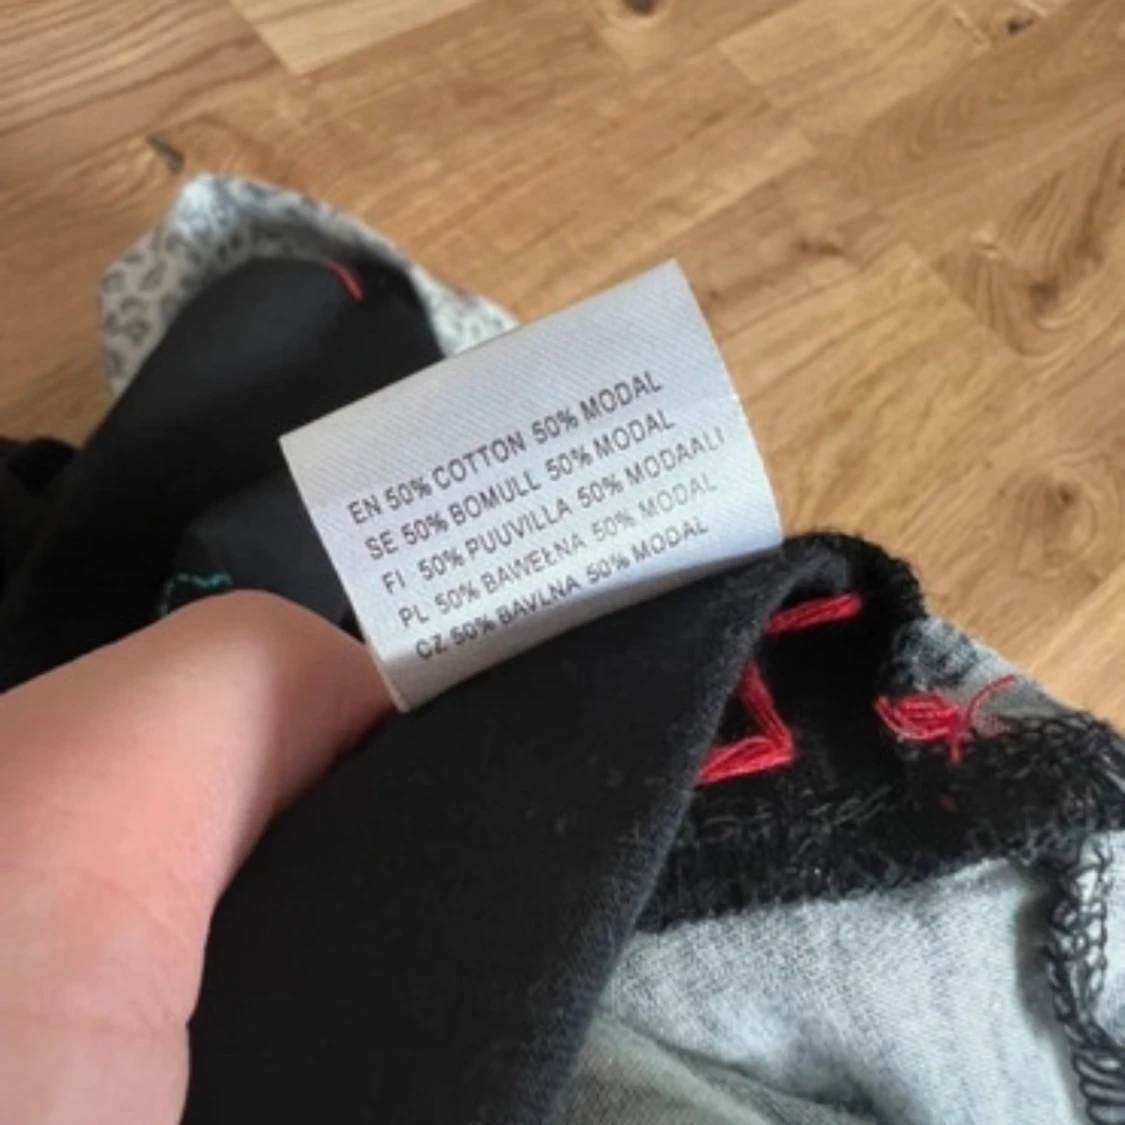 EN 50% COTTON 50% MODAL
SE 50% BOMULL 50% MODAL
FI 50% PUUVILLA 50% MODAALI
PL 50% BAWEŁNA 50% MODAL
CZ 50% BAVLNA 50% MODAL